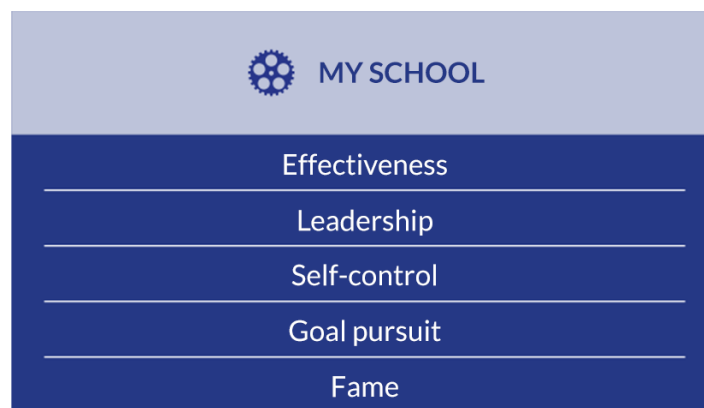 MY SCHOOL
Effectiveness
Leadership
Self-control
Goal pursuit
Fame